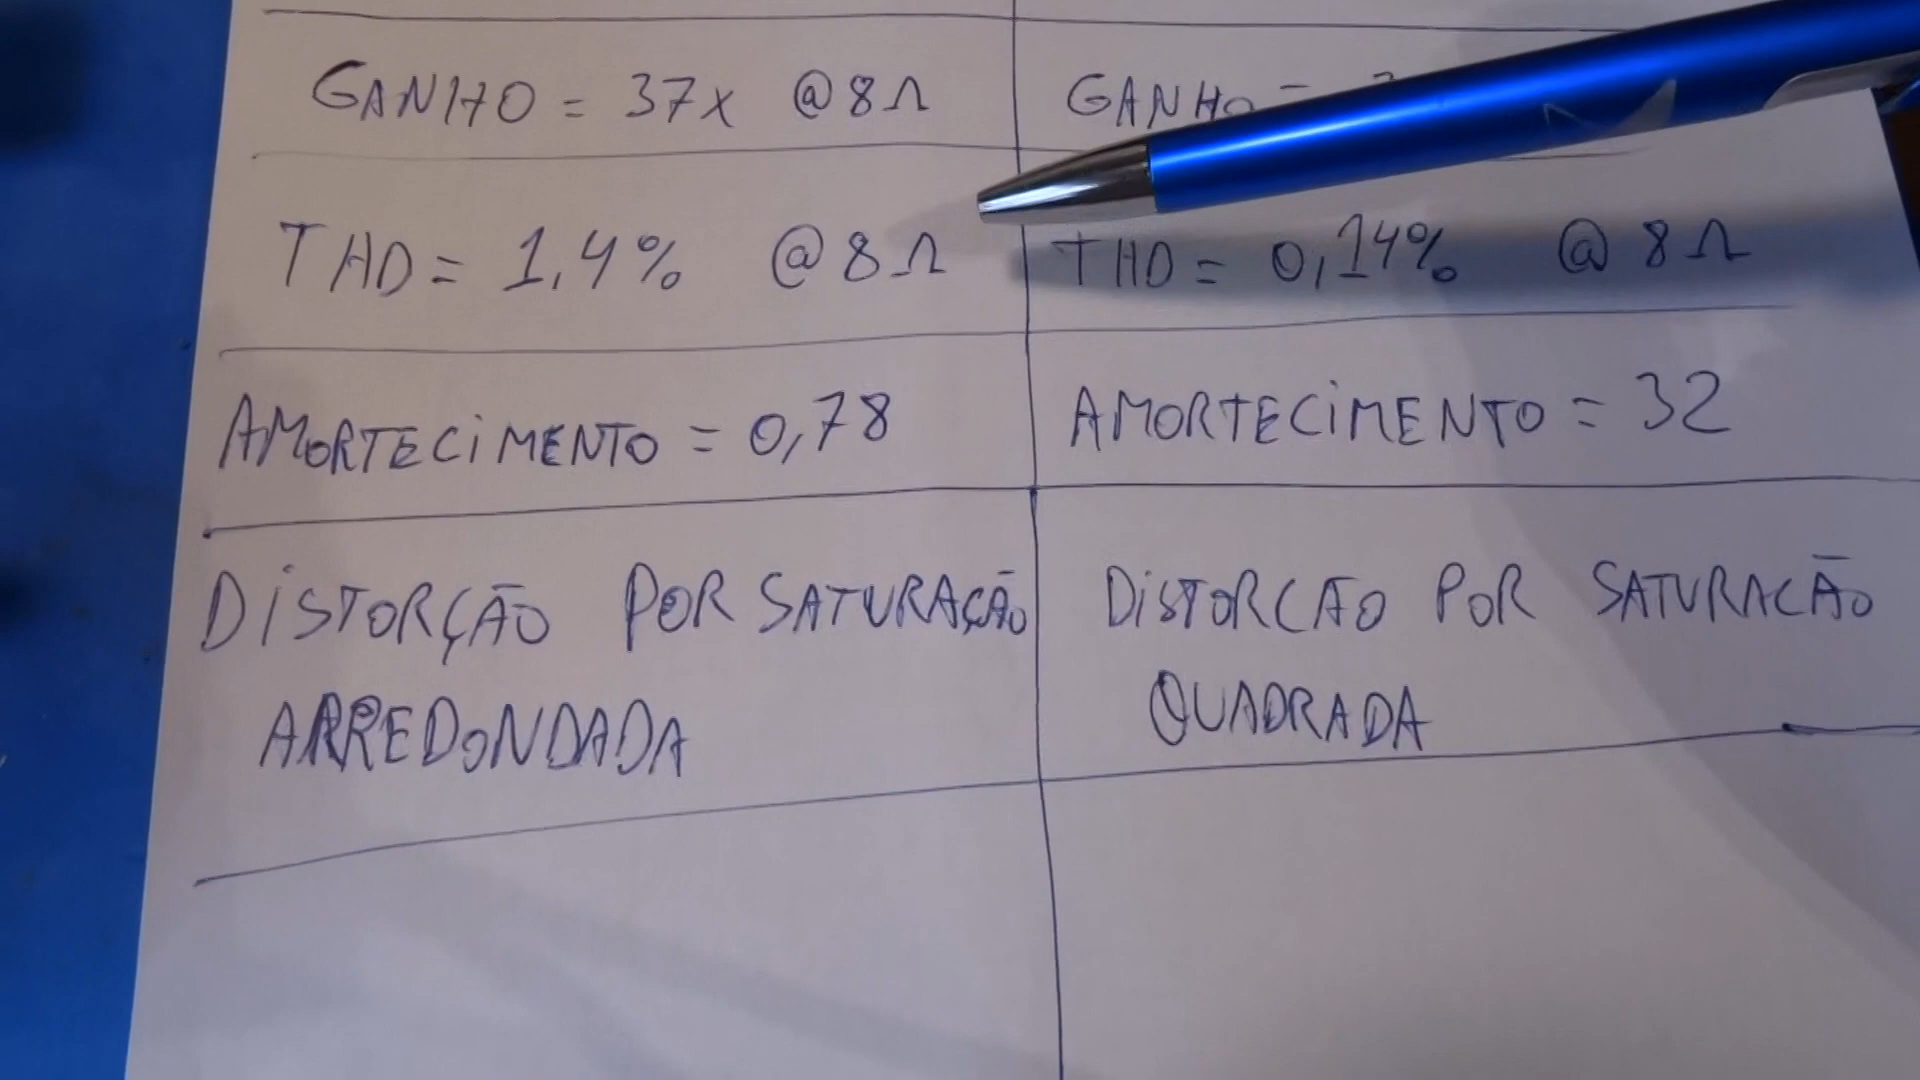 GANHO = 37x @8Ω
GANHO =
THD = 1,4% @8Ω
THD = 0,14% @ 8Ω
AMORTECIMENTO = 0,78
AMORTECIMENTO = 32
DISTORÇÃO POR SATURAÇÃO
ARREDONDADA
DISTORCAO POR SATURACÃO
QUADRADA